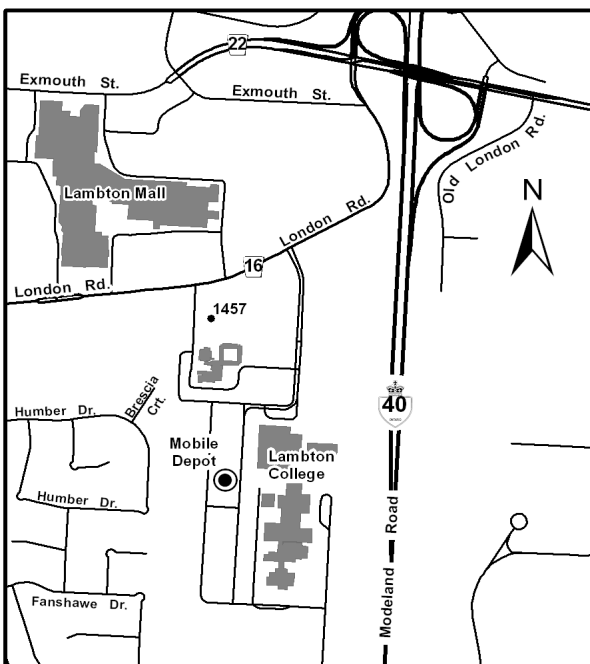 22
Exmouth St.
Exmouth St.
Old London Rd.
Lambton Mall
N
London Rd.
16
London Rd.
1457
40
Brescia
Crt.
Humber Dr.
Mobile
Depot
Lambton
College
Humber Dr.
Modeland Road
Fanshawe Dr.